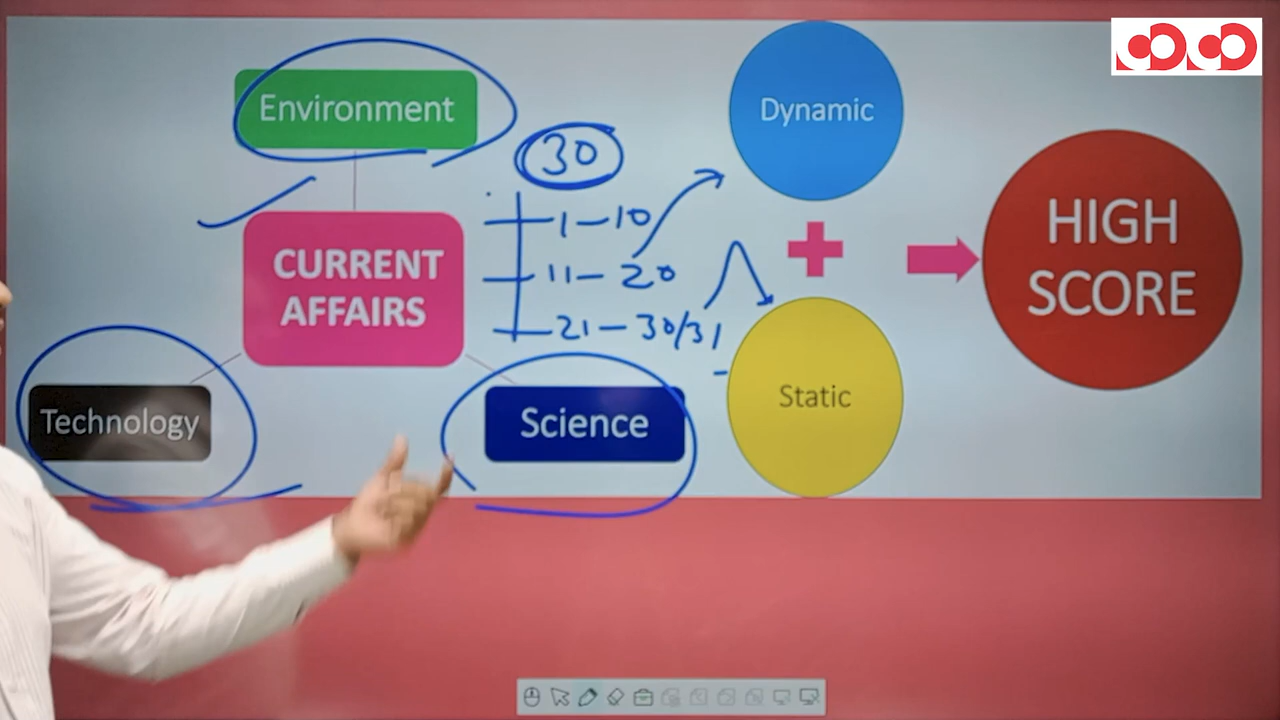 Environment
Dynamic
30
1-10
CURRENT
AFFAIRS
11-20
HIGH
SCORE
21-30/31
Technology
Science
Static